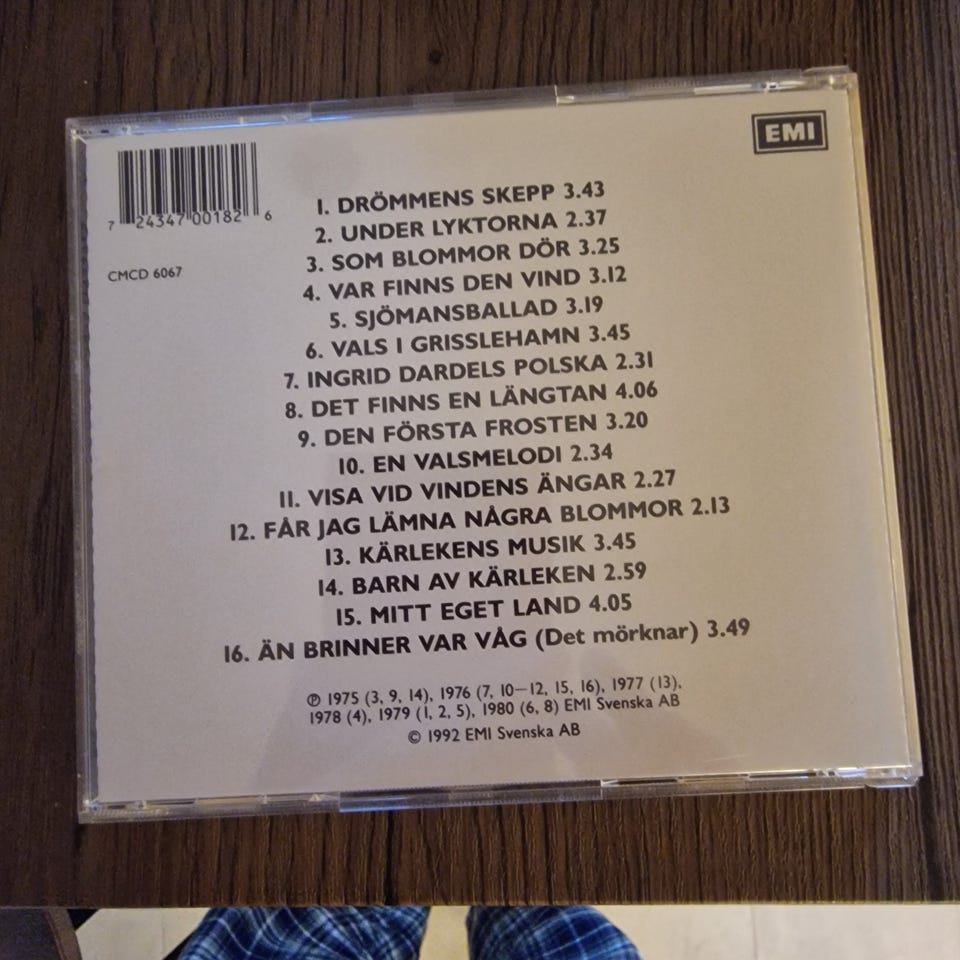 EMI
7 24347 00182 6
CMCD 6067
1. DRÖMMENS SKEPP 3.43
2. UNDER LYKTORNA 2.37
3. SOM BLOMMOR DÖR 3.25
4. VAR FINNS DEN VIND 3.12
5. SJÖMANSBALLAD 3.19
6. VALS I GRISSLEHAMN 3.45
7. INGRID DARDELS POLSKA 2.31
8. DET FINNS EN LÄNGTAN 4.06
9. DEN FÖRSTA FROSTEN 3.20
10. EN VALSMELODI 2.34
11. VISA VID VINDENS ÄNGAR 2.27
12. FÅR JAG LÄMNA NÅGRA BLOMMOR 2.13
13. KÄRLEKENS MUSIK 3.45
14. BARN AV KÄRLEKEN 2.59
15. MITT EGET LAND 4.05
16. ÄN BRINNER VAR VÅG (Det mörknar) 3.49
℗ 1975 (3, 9, 14), 1976 (7, 10–12, 15, 16), 1977 (13),
1978 (4), 1979 (1, 2, 5), 1980 (6, 8) EMI Svenska AB
© 1992 EMI Svenska AB